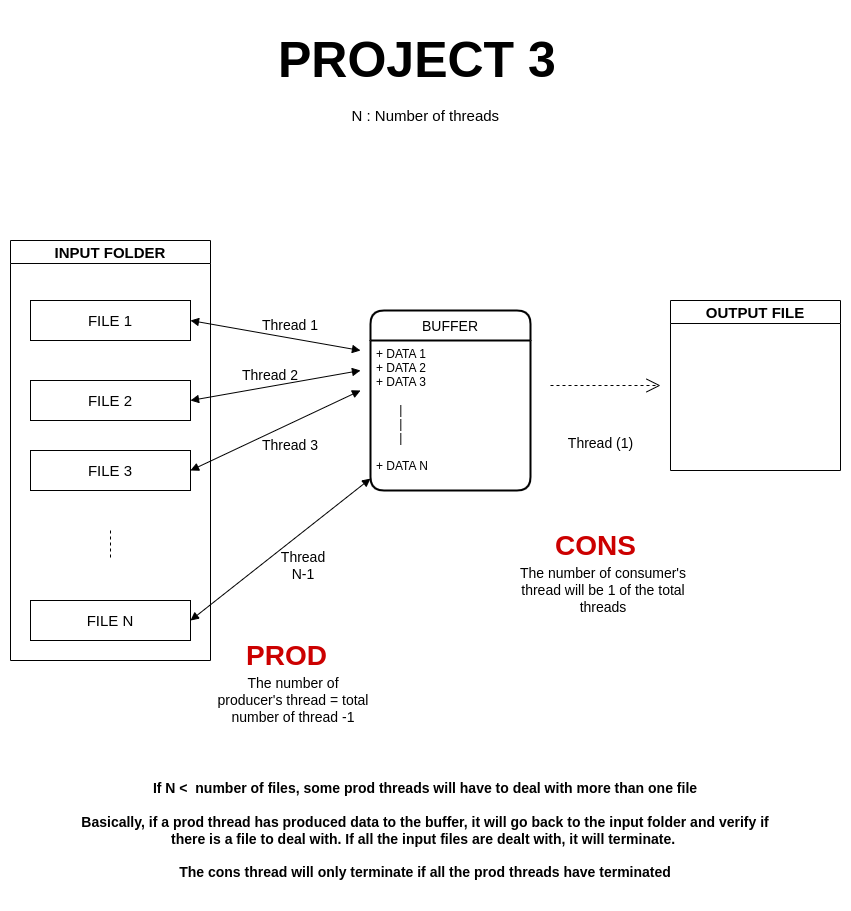 PROJECT 3
N : Number of threads
INPUT FOLDER
FILE 1
FILE 2
FILE 3
FILE N
Thread 1
Thread 2
Thread 3
Thread
N-1
BUFFER
+ DATA 1
+ DATA 2
+ DATA 3
|
|
|
+ DATA N
Thread (1)
OUTPUT FILE
CONS
The number of consumer's
thread will be 1 of the total
threads
PROD
The number of
producer's thread = total
number of thread -1
If N <  number of files, some prod threads will have to deal with more than one file
Basically, if a prod thread has produced data to the buffer, it will go back to the input folder and verify if
there is a file to deal with. If all the input files are dealt with, it will terminate.
The cons thread will only terminate if all the prod threads have terminated